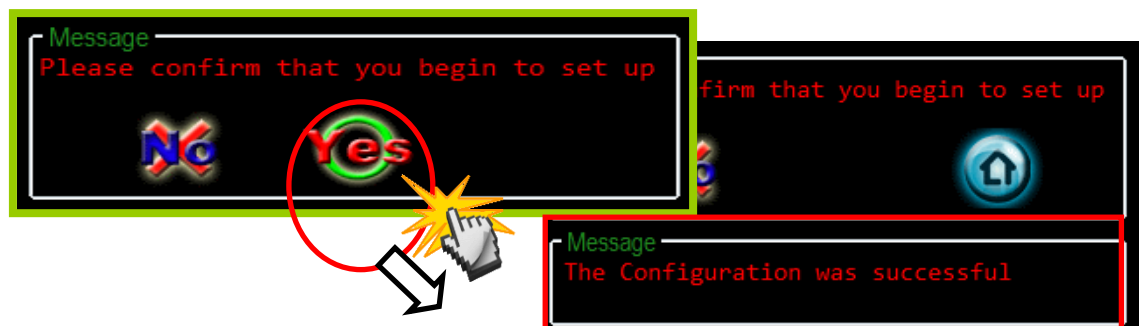 Message
Please confirm that you begin to set up
No
Yes
firm that you begin to set up
Message
The Configuration was successful